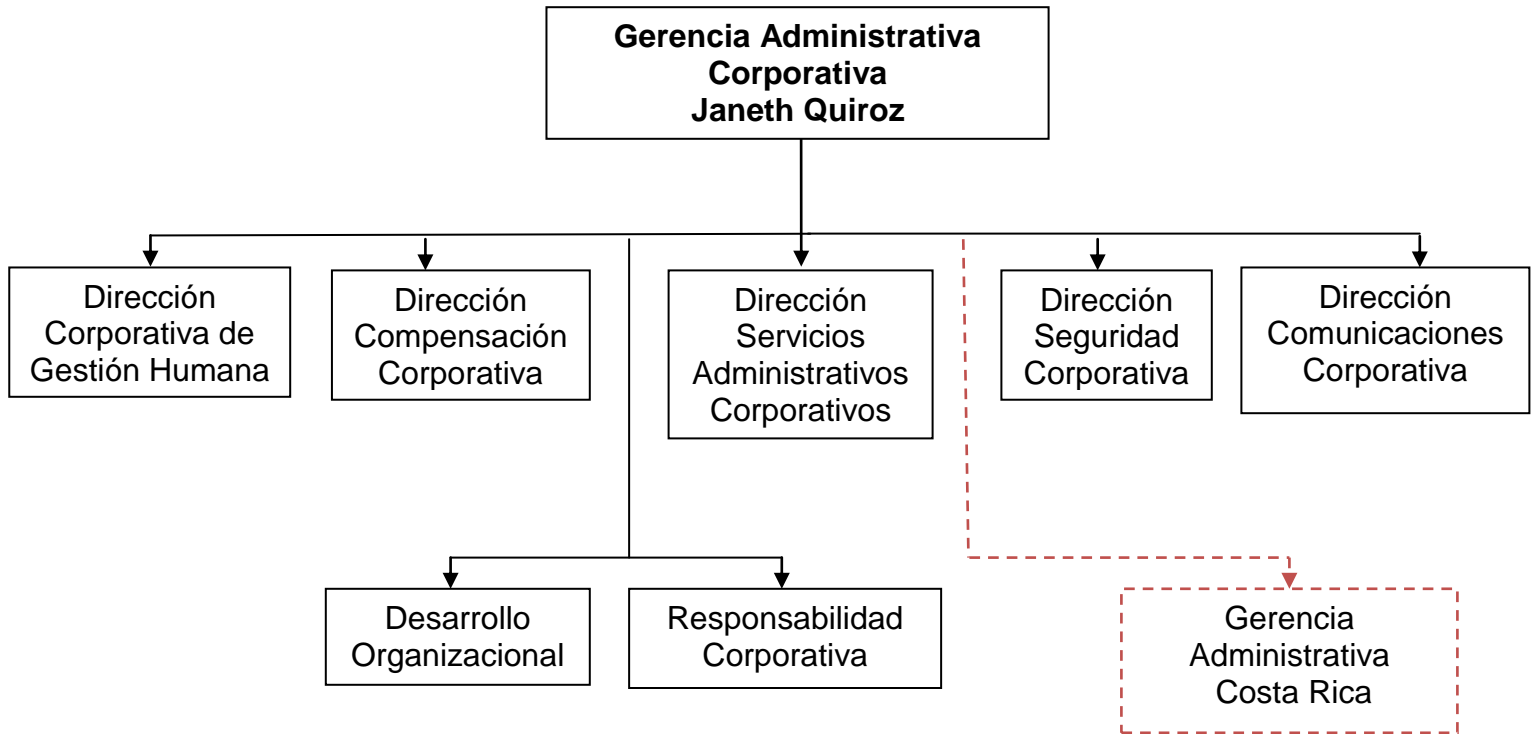 Gerencia Administrativa
Corporativa
Janeth Quiroz
Dirección
Corporativa de
Gestión Humana
Dirección
Compensación
Corporativa
Dirección
Servicios
Administrativos
Corporativos
Dirección
Seguridad
Corporativa
Dirección
Comunicaciones
Corporativa
Desarrollo
Organizacional
Responsabilidad
Corporativa
Gerencia
Administrativa
Costa Rica